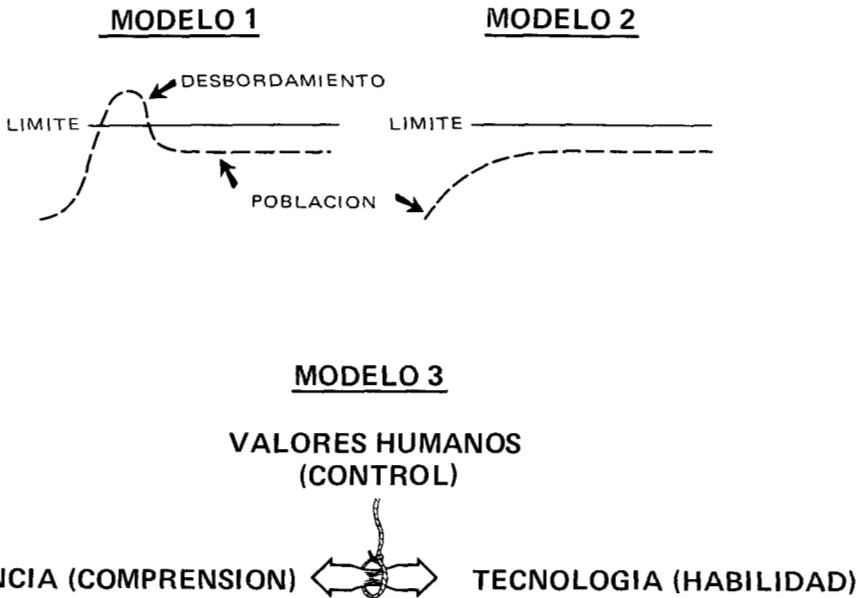 MODELO 1
MODELO 2
DESBORDAMIENTO
LIMITE
LIMITE
POBLACION
MODELO 3
VALORES HUMANOS
(CONTROL)
NCIA (COMPRENSION)
TECNOLOGIA (HABILIDAD)